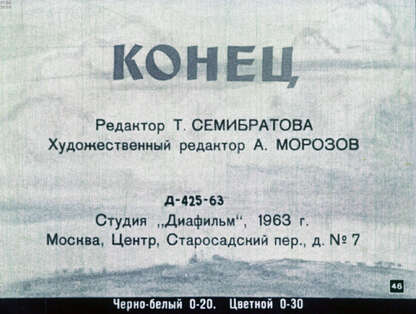 КОНЕЦ
Редактор Т. СЕМИБРАТОВА
Художественный редактор А. МОРОЗОВ
Д-425-63
Студия „Диафильм", 1963 г.
Москва, Центр, Старосадский пер., д. № 7
46
Черно-белый 0-20. Цветной 0-30